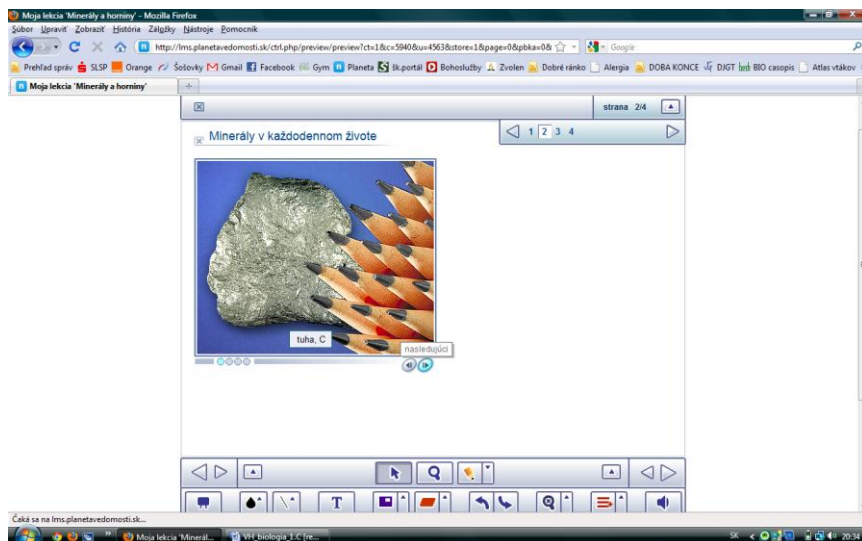 Moja lekcia 'Minerály a horniny' - Mozilla Firefox
Súbor Upraviť Zobraziť História Záložky Nástroje Pomocník
http://lms.planetavedomosti.sk/ctrl.php/preview/preview?ct=1&c=5940&u=4563&store=1&page=0&pbka=0& Google
Prehľad správ SLSP Orange Šošovky Gmail Facebook Gym Planeta šk.portál Bohoslužby Zvolen Dobré ránko Alergia DOBA KONCE DJGT BIO casopis Atlas vtákov
Moja lekcia 'Minerály a horniny'
strana 2/4
Minerály v každodennom živote
1 2 3 4
tuha, C
nasledujúci
T
Čaká sa na lms.planetavedomosti.sk...
Moja lekcia 'Minerál... VH_biologia_1.C [re...
SK 20:34